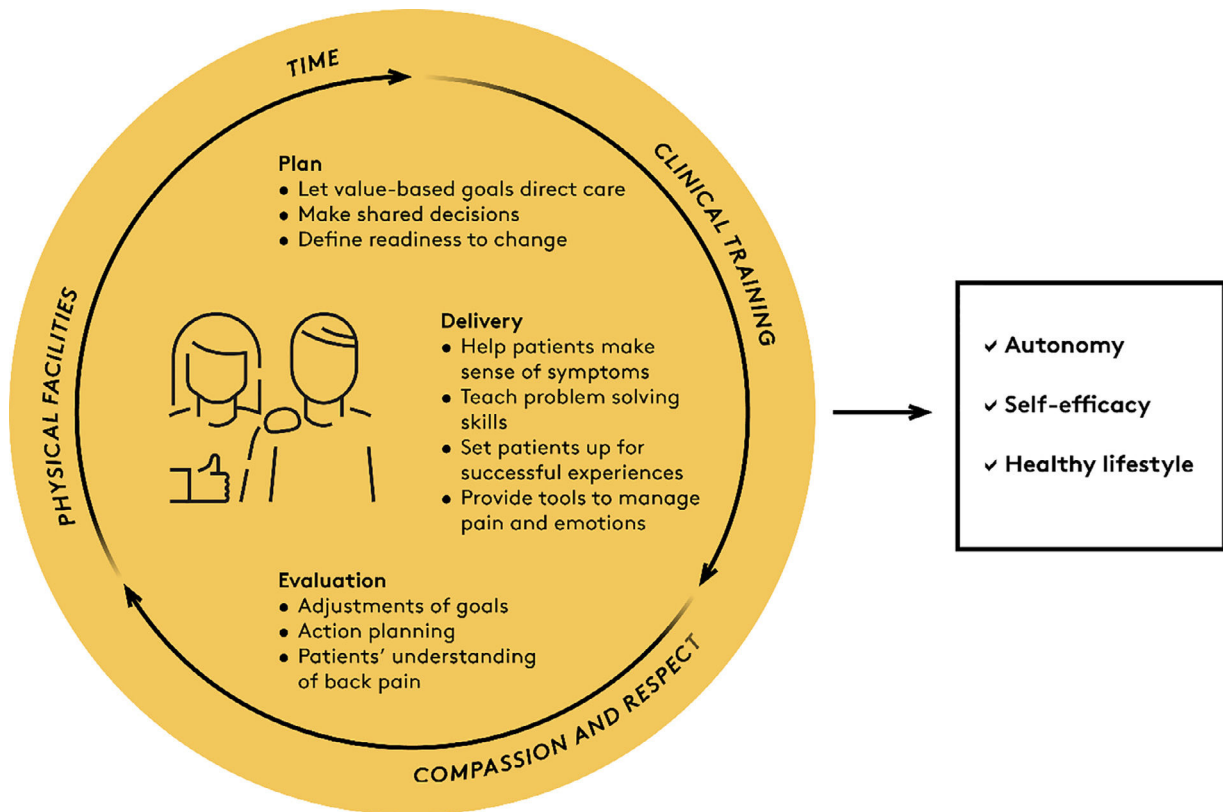 TIME
CLINICAL TRAINING
PHYSICAL FACILITIES
COMPASSION AND RESPECT
Plan
• Let value-based goals direct care
• Make shared decisions
• Define readiness to change
Delivery
• Help patients make
sense of symptoms
• Teach problem solving
skills
• Set patients up for
successful experiences
• Provide tools to manage
pain and emotions
Evaluation
• Adjustments of goals
• Action planning
• Patients’ understanding
of back pain
✓ Autonomy
✓ Self-efficacy
✓ Healthy lifestyle